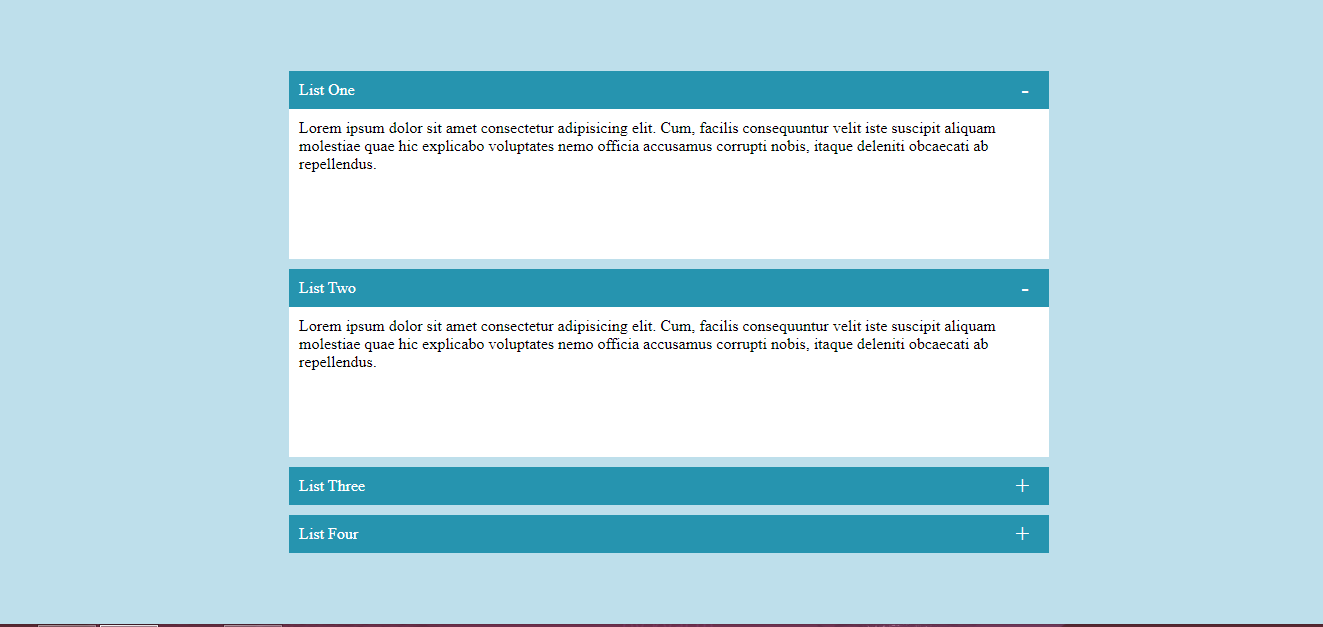 List One -
Lorem ipsum dolor sit amet consectetur adipisicing elit. Cum, facilis consequuntur velit iste suscipit aliquam
molestiae quae hic explicabo voluptates nemo officia accusamus corrupti nobis, itaque deleniti obcaecati ab
repellendus.
List Two -
Lorem ipsum dolor sit amet consectetur adipisicing elit. Cum, facilis consequuntur velit iste suscipit aliquam
molestiae quae hic explicabo voluptates nemo officia accusamus corrupti nobis, itaque deleniti obcaecati ab
repellendus.
List Three +
List Four +